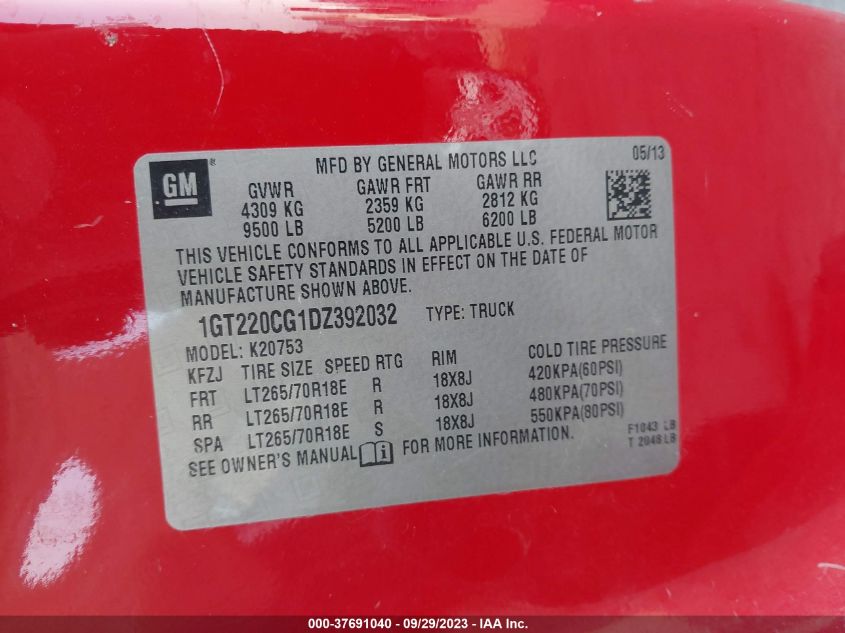 GM ®
MFD BY GENERAL MOTORS LLC 05/13
GVWR GAWR FRT GAWR RR
4309 KG 2359 KG 2812 KG
9500 LB 5200 LB 6200 LB
THIS VEHICLE CONFORMS TO ALL APPLICABLE U.S. FEDERAL MOTOR
VEHICLE SAFETY STANDARDS IN EFFECT ON THE DATE OF
MANUFACTURE SHOWN ABOVE.
1GT220CG1DZ392032 TYPE: TRUCK
MODEL: K20753
KFZJ TIRE SIZE SPEED RTG RIM COLD TIRE PRESSURE
FRT LT265/70R18E R 18X8J 420KPA(60PSI)
RR LT265/70R18E R 18X8J 480KPA(70PSI)
SPA LT265/70R18E S 18X8J 550KPA(80PSI)
SEE OWNER'S MANUAL i FOR MORE INFORMATION.
F1043 LB
T 2048 LB
000-37691040 - 09/29/2023 - IAA Inc.